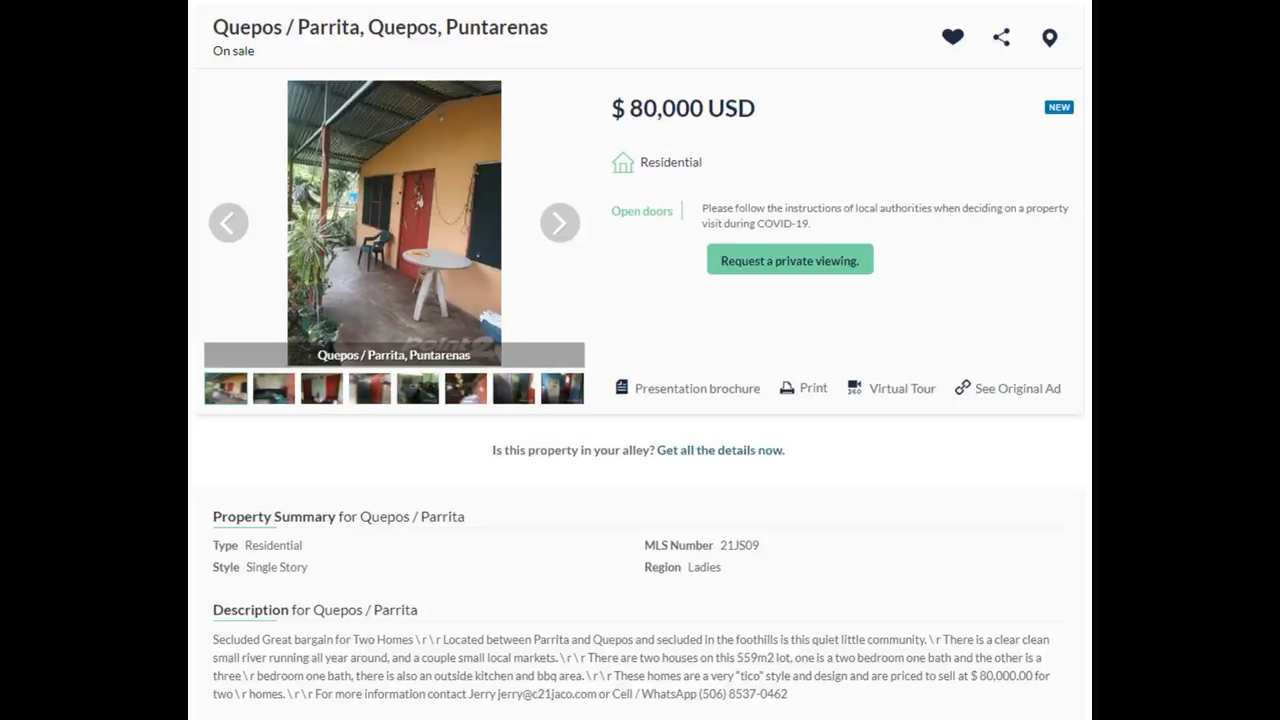 Quepos / Parrita, Quepos, Puntarenas
On sale
$ 80,000 USD
NEW
Residential
Open doors
Please follow the instructions of local authorities when deciding on a property
visit during COVID-19.
Request a private viewing.
Point2
Quepos / Parrita, Puntarenas
Presentation brochure
Print
360
Virtual Tour
See Original Ad
Is this property in your alley? Get all the details now.
Property Summary for Quepos / Parrita
Type Residential
MLS Number 21JS09
Style Single Story
Region Ladies
Description for Quepos / Parrita
Secluded Great bargain for Two Homes \r\r Located between Parrita and Quepos and secluded in the foothills is this quiet little community. \r There is a clear clean
small river running all year around, and a couple small local markets. \r\r There are two houses on this 559m2 lot, one is a two bedroom one bath and the other is a
three \r bedroom one bath, there is also an outside kitchen and bbq area. \r\r These homes are a very "tico" style and design and are priced to sell at $ 80,000.00 for
two \r homes. \r\r For more information contact Jerry jerry@c21jaco.com or Cell / WhatsApp (506) 8537-0462